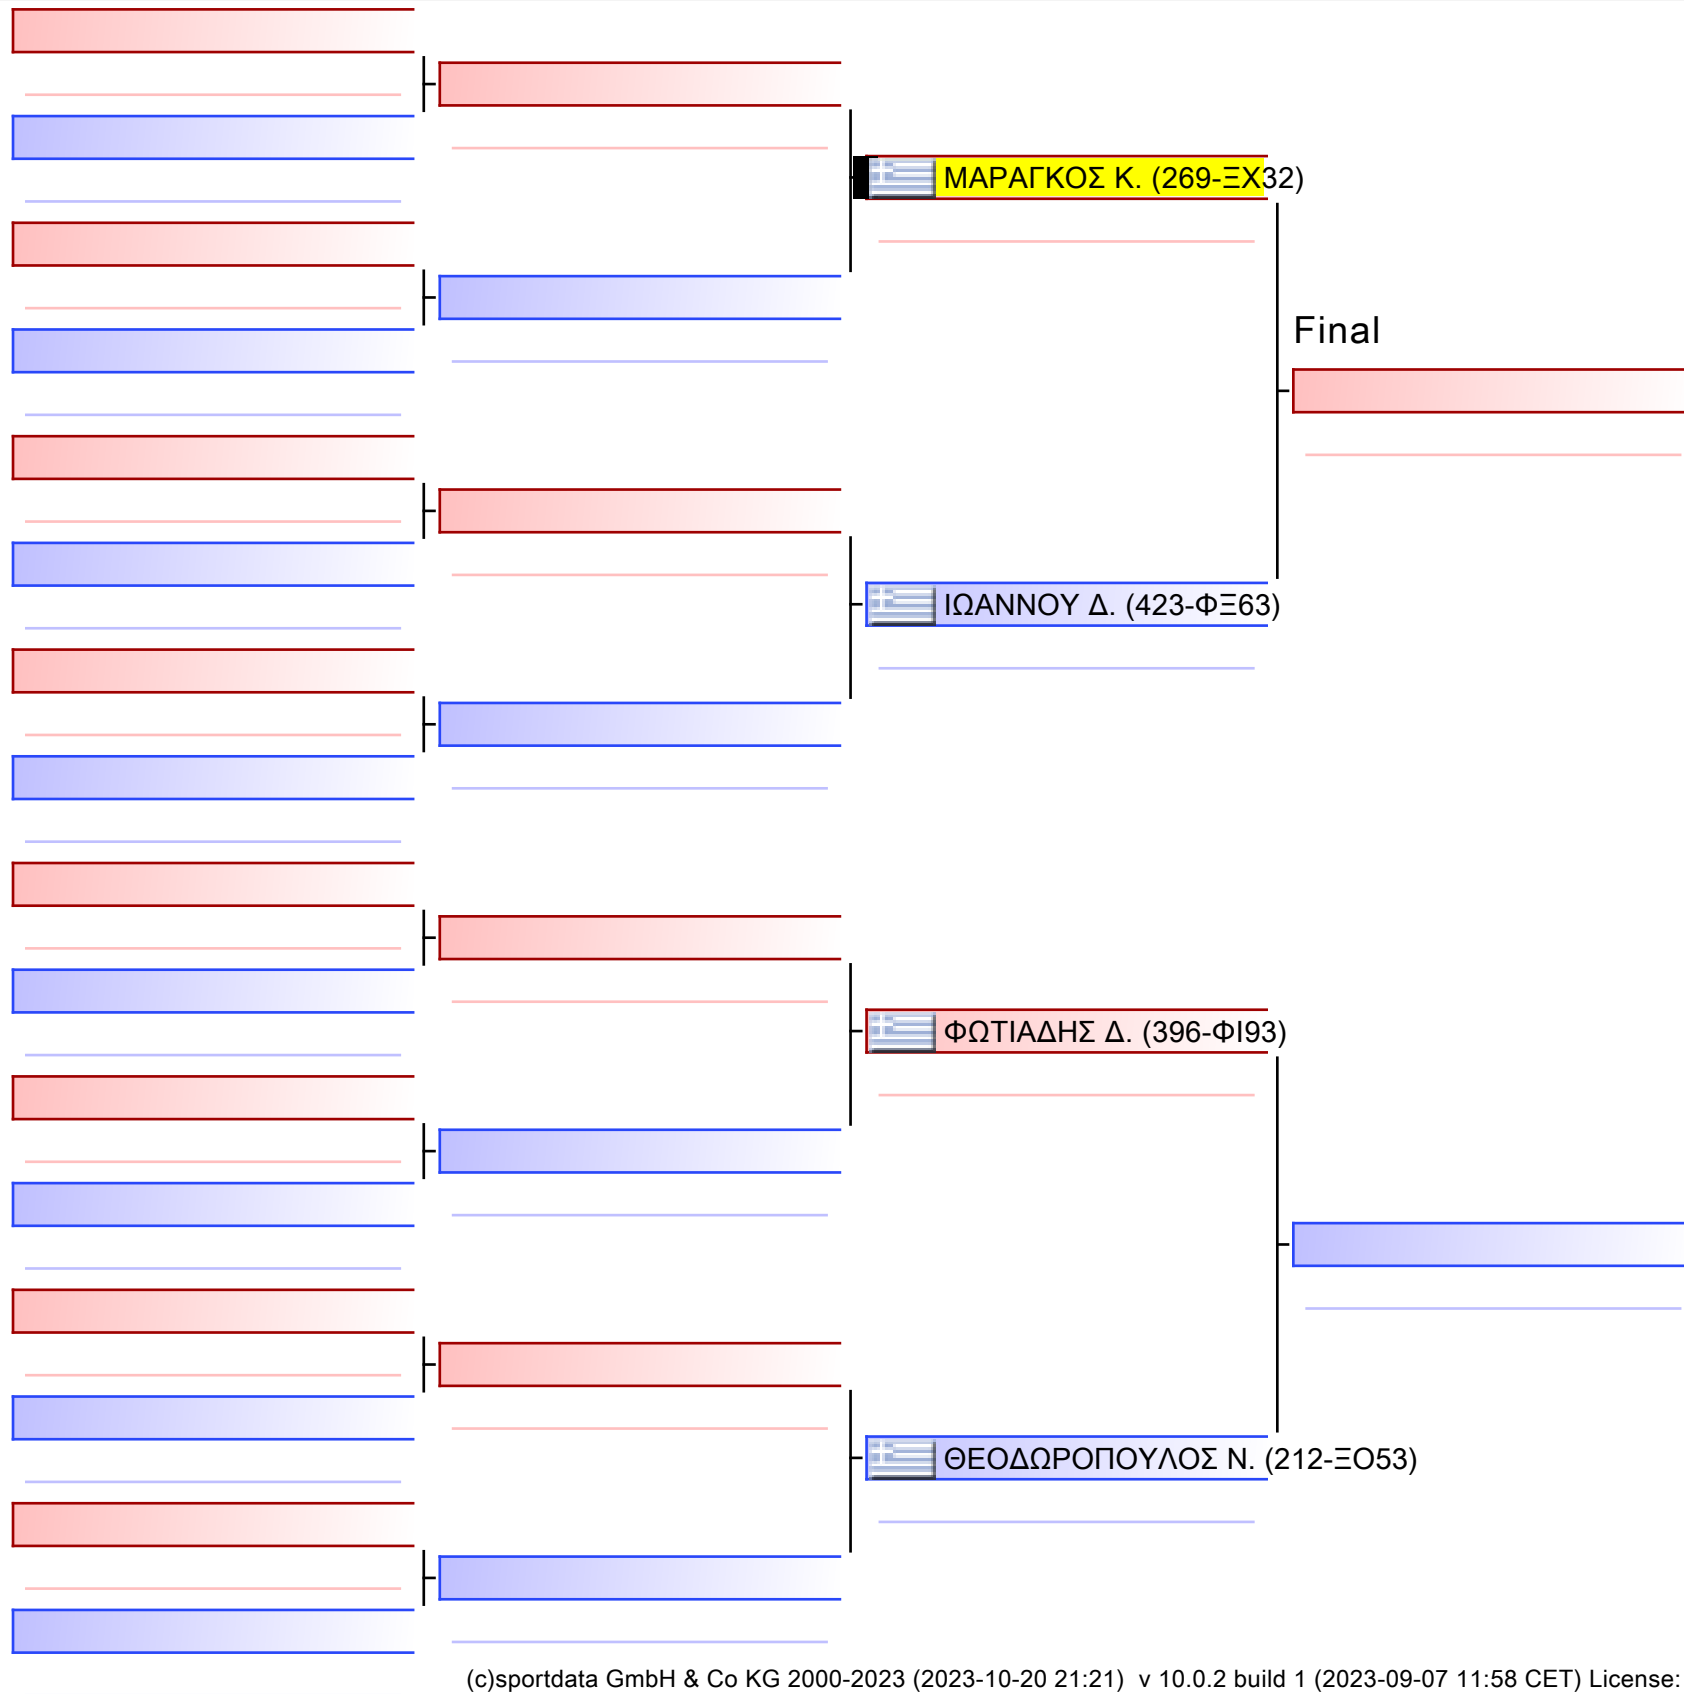 ΜΑΡΑΓΚΟΣ Κ. (269-ΞΧ32)
Final
ΙΩΑΝΝΟΥ Δ. (423-ΦΞ63)
ΦΩΤΙΑΔΗΣ Δ. (396-ΦΙ93)
ΘΕΟΔΩΡΟΠΟΥΛΟΣ Ν. (212-ΞΟ53)
(c)sportdata GmbH & Co KG 2000-2023 (2023-10-20 21:21) v 10.0.2 build 1 (2023-09-07 11:58 CET) License: